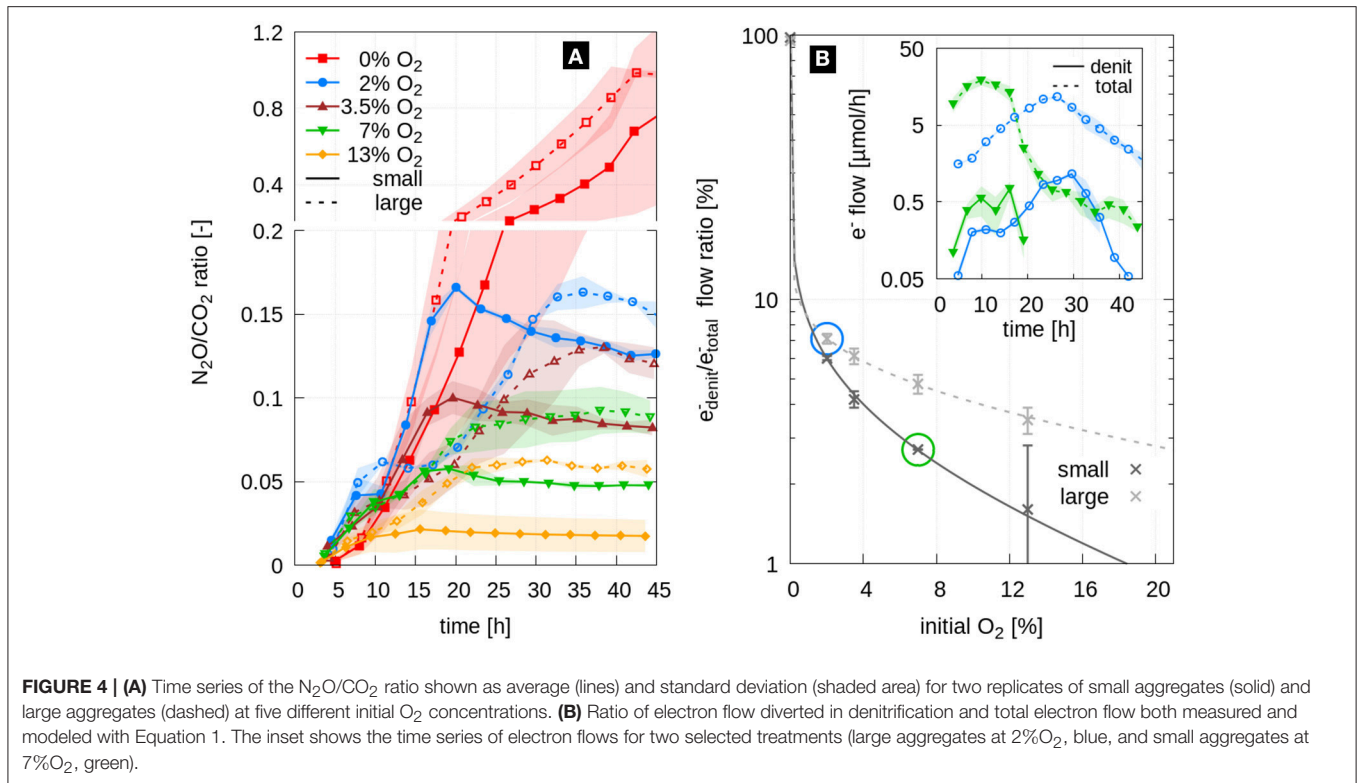 A
1.2
0.8
0.4
0.2
0.15
0.1
0.05
0
N2O/CO2 ratio [-]
0% O2
2% O2
3.5% O2
7% O2
13% O2
small
large
0 5 10 15 20 25 30 35 40 45
time [h]
B
100
10
1
e-denit/e-total flow ratio [%]
50
5
0.5
0.05
e- flow [µmol/h]
denit
total
0 10 20 30 40
time [h]
small
large
0 4 8 12 16 20
initial O2 [%]
FIGURE 4 | (A) Time series of the N2O/CO2 ratio shown as average (lines) and standard deviation (shaded area) for two replicates of small aggregates (solid) and
large aggregates (dashed) at five different initial O2 concentrations. (B) Ratio of electron flow diverted in denitrification and total electron flow both measured and
modeled with Equation 1. The inset shows the time series of electron flows for two selected treatments (large aggregates at 2%O2, blue, and small aggregates at
7%O2, green).